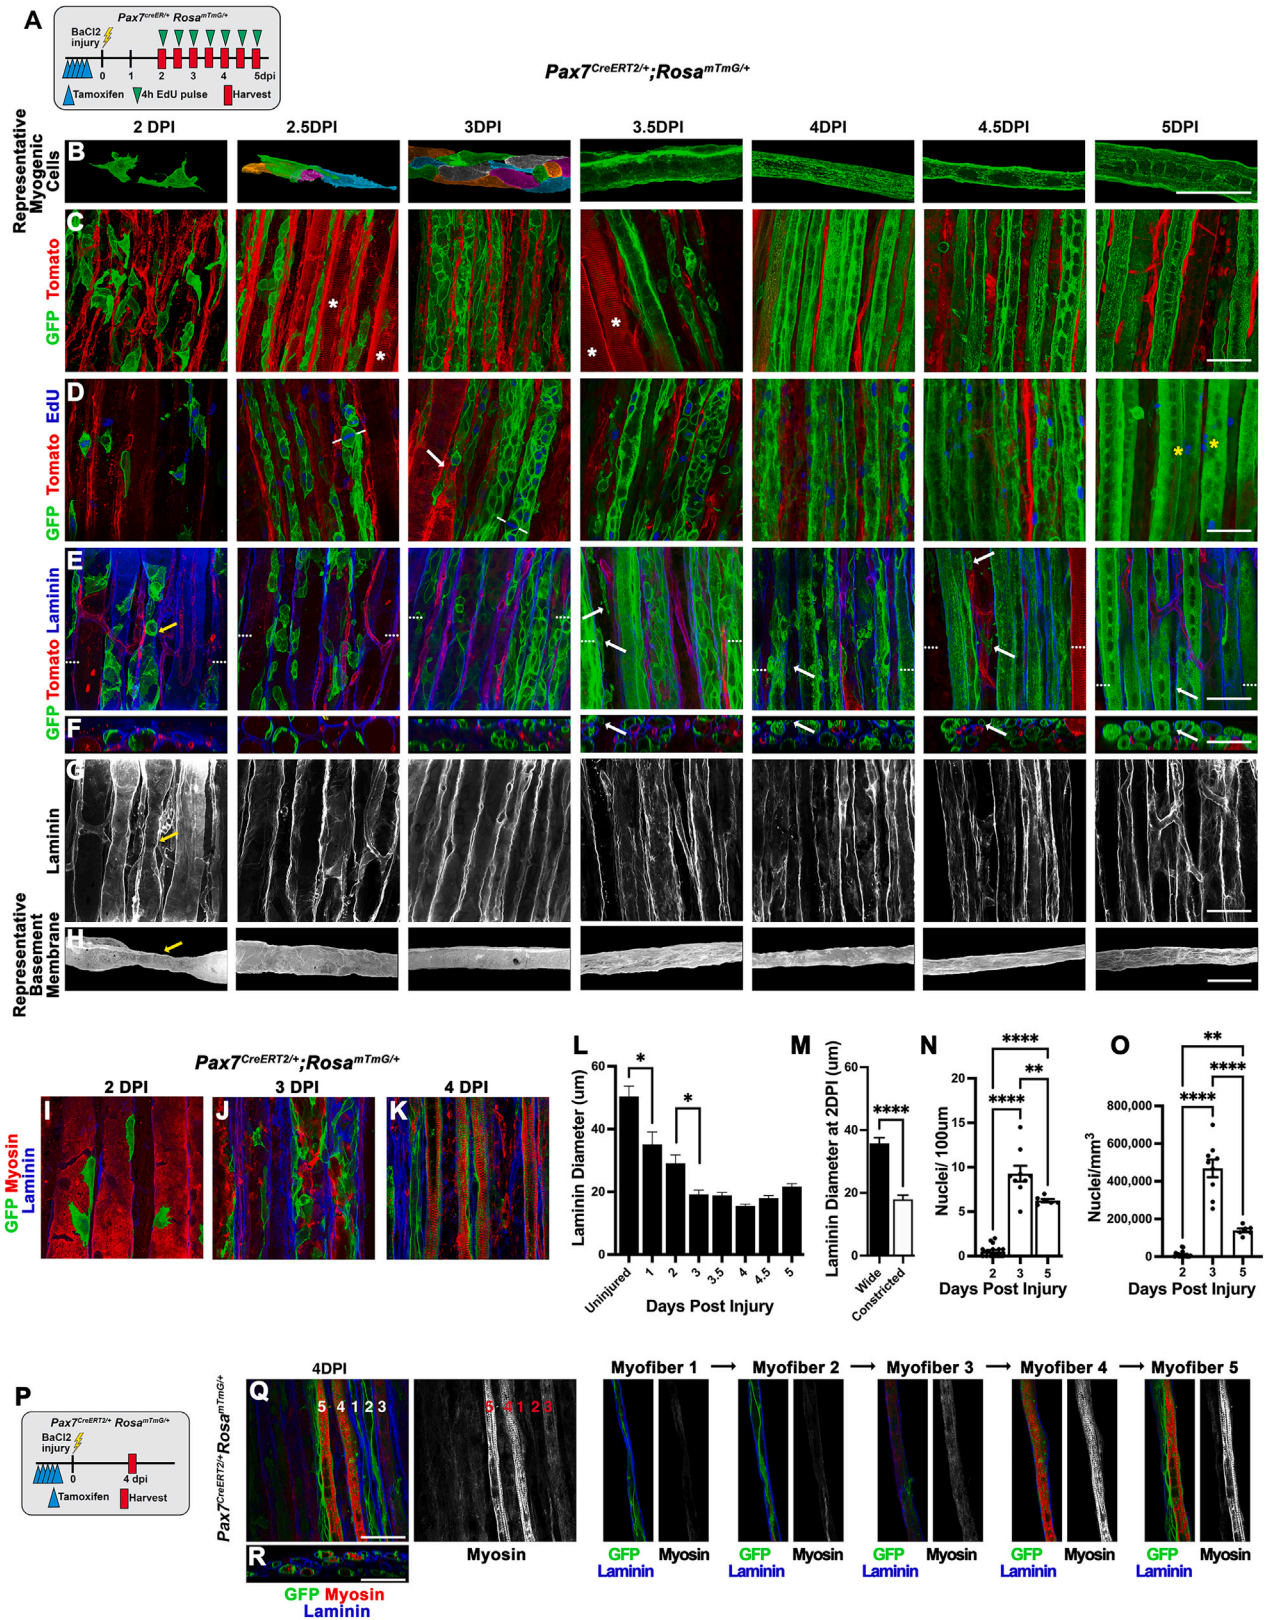 A
Pax7creER/+ RosamTmG/+
BaCl2
injury
0 1 2 3 4 5dpi
Tamoxifen 4h EdU pulse Harvest
Pax7CreERT2/+;RosamTmG/+
2 DPI 2.5DPI 3DPI 3.5DPI 4DPI 4.5DPI 5DPI
Representative
Myogenic
Cells
B
GFP Tomato
C
*
*
*
*
GFP Tomato EdU
D
*
*
GFP Tomato Laminin
E
F
Laminin
G
Representative
Basement
Membrane
H
Pax7CreERT2/+;RosamTmG/+
2 DPI 3 DPI 4 DPI
GFP Myosin
Laminin
I J K
L
Laminin Diameter (um)
60
40
20
0
*
*
Uninjured 1 2 3 3.5 4 4.5 5
Days Post Injury
M
Laminin Diameter at 2DPI (um)
60
40
20
0
****
Wide Constricted
N
Nuclei/ 100um
20
15
10
5
0
****
**
****
2 3 5
Days Post Injury
O
Nuclei/mm3
800,000
600,000
400,000
200,000
0
**
****
****
2 3 5
Days Post Injury
P
Pax7CreERT2/+ RosamTmG/+
BaCl2
injury
0 4 dpi
Tamoxifen Harvest
4DPI
Pax7CreERT2/+RosamTmG/+
Q
5 4 1 2 3
5 4 1 2 3
Myosin
R
GFP Myosin
Laminin
Myofiber 1 → Myofiber 2 → Myofiber 3 → Myofiber 4 → Myofiber 5
GFP Myosin GFP Myosin GFP Myosin GFP Myosin GFP Myosin
Laminin Laminin Laminin Laminin Laminin